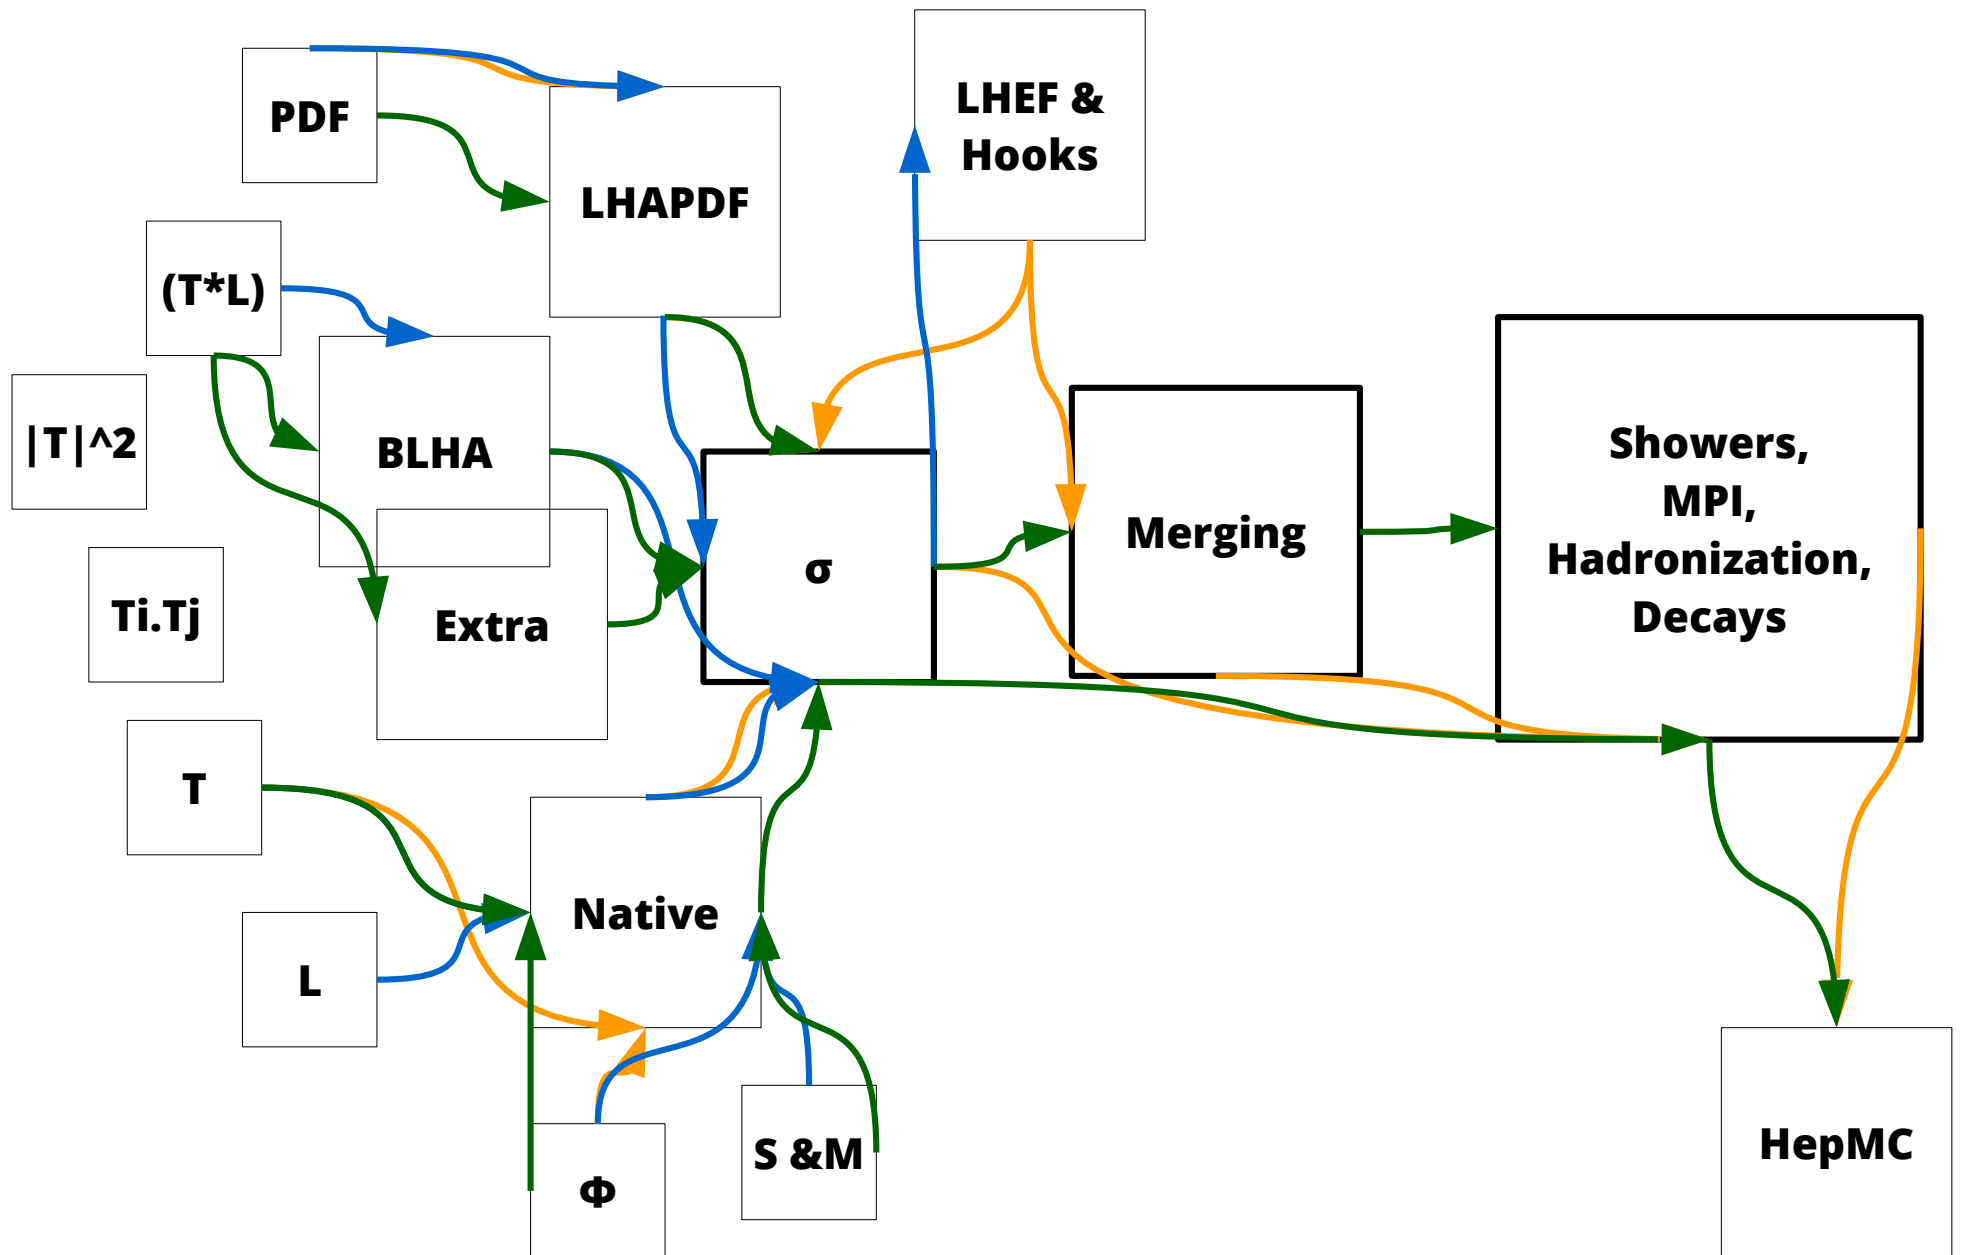 PDF
LHEF &
Hooks
LHAPDF
(T*L)
|T|^2
BLHA
Showers,
MPI,
Hadronization,
Decays
Merging
σ
Ti.Tj
Extra
T
Native
L
S &M
Φ
HepMC